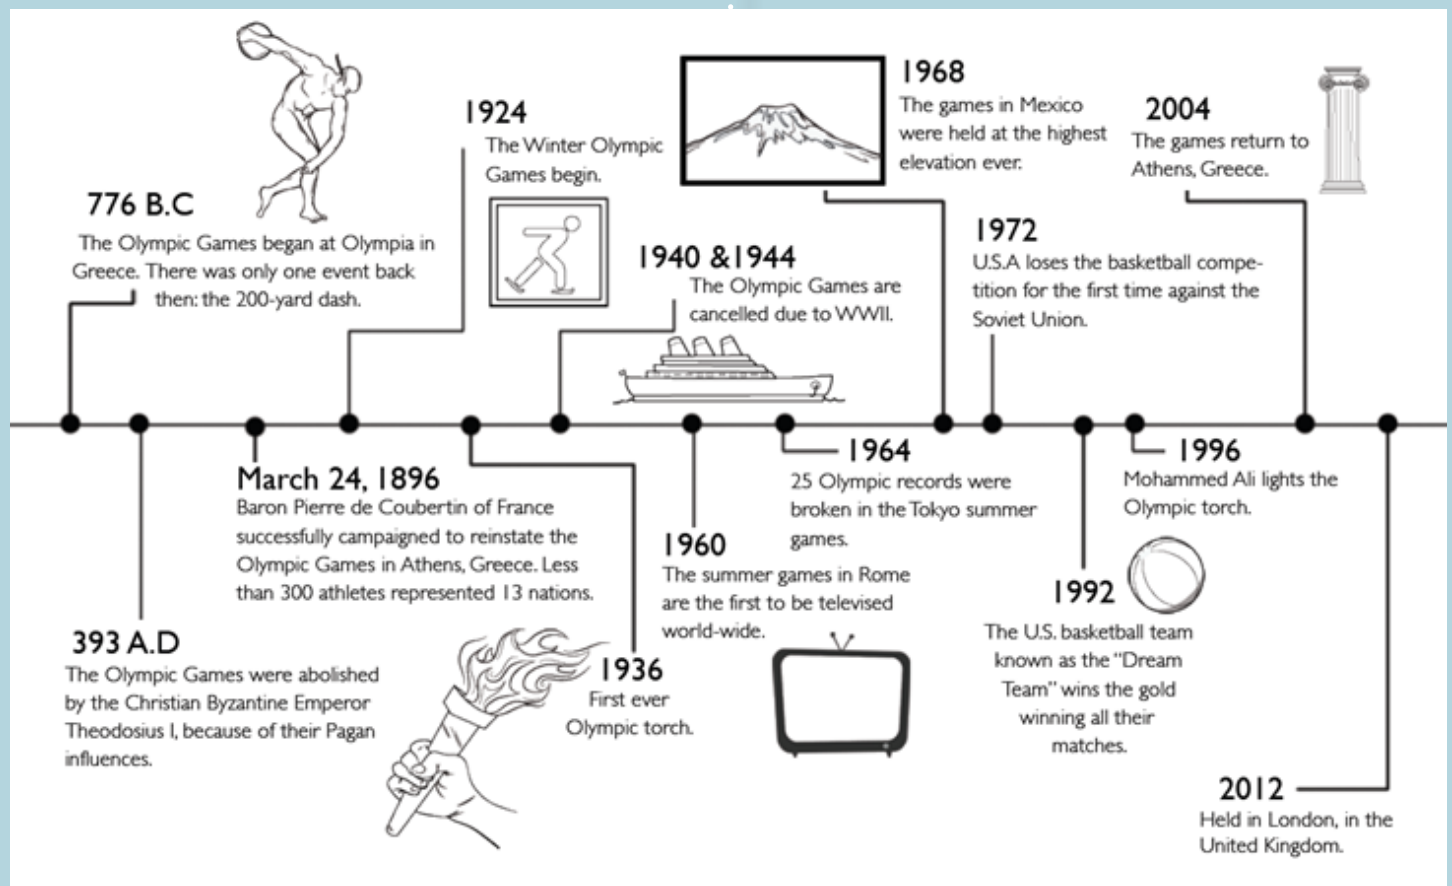 776 B.C
The Olympic Games began at Olympia in
Greece. There was only one event back
then: the 200-yard dash.
393 A.D
The Olympic Games were abolished
by the Christian Byzantine Emperor
Theodosius I, because of their Pagan
influences.
March 24, 1896
Baron Pierre de Coubertin of France
successfully campaigned to reinstate the
Olympic Games in Athens, Greece. Less
than 300 athletes represented 13 nations.
1924
The Winter Olympic
Games begin.
1936
First ever
Olympic torch.
1940 &1944
The Olympic Games are
cancelled due to WWII.
1960
The summer games in Rome
are the first to be televised
world-wide.
1964
25 Olympic records were
broken in the Tokyo summer
games.
1968
The games in Mexico
were held at the highest
elevation ever.
1972
U.S.A loses the basketball compe-
tition for the first time against the
Soviet Union.
1992
The U.S. basketball team
known as the "Dream
Team" wins the gold
winning all their
matches.
1996
Mohammed Ali lights the
Olympic torch.
2004
The games return to
Athens, Greece.
2012
Held in London, in the
United Kingdom.